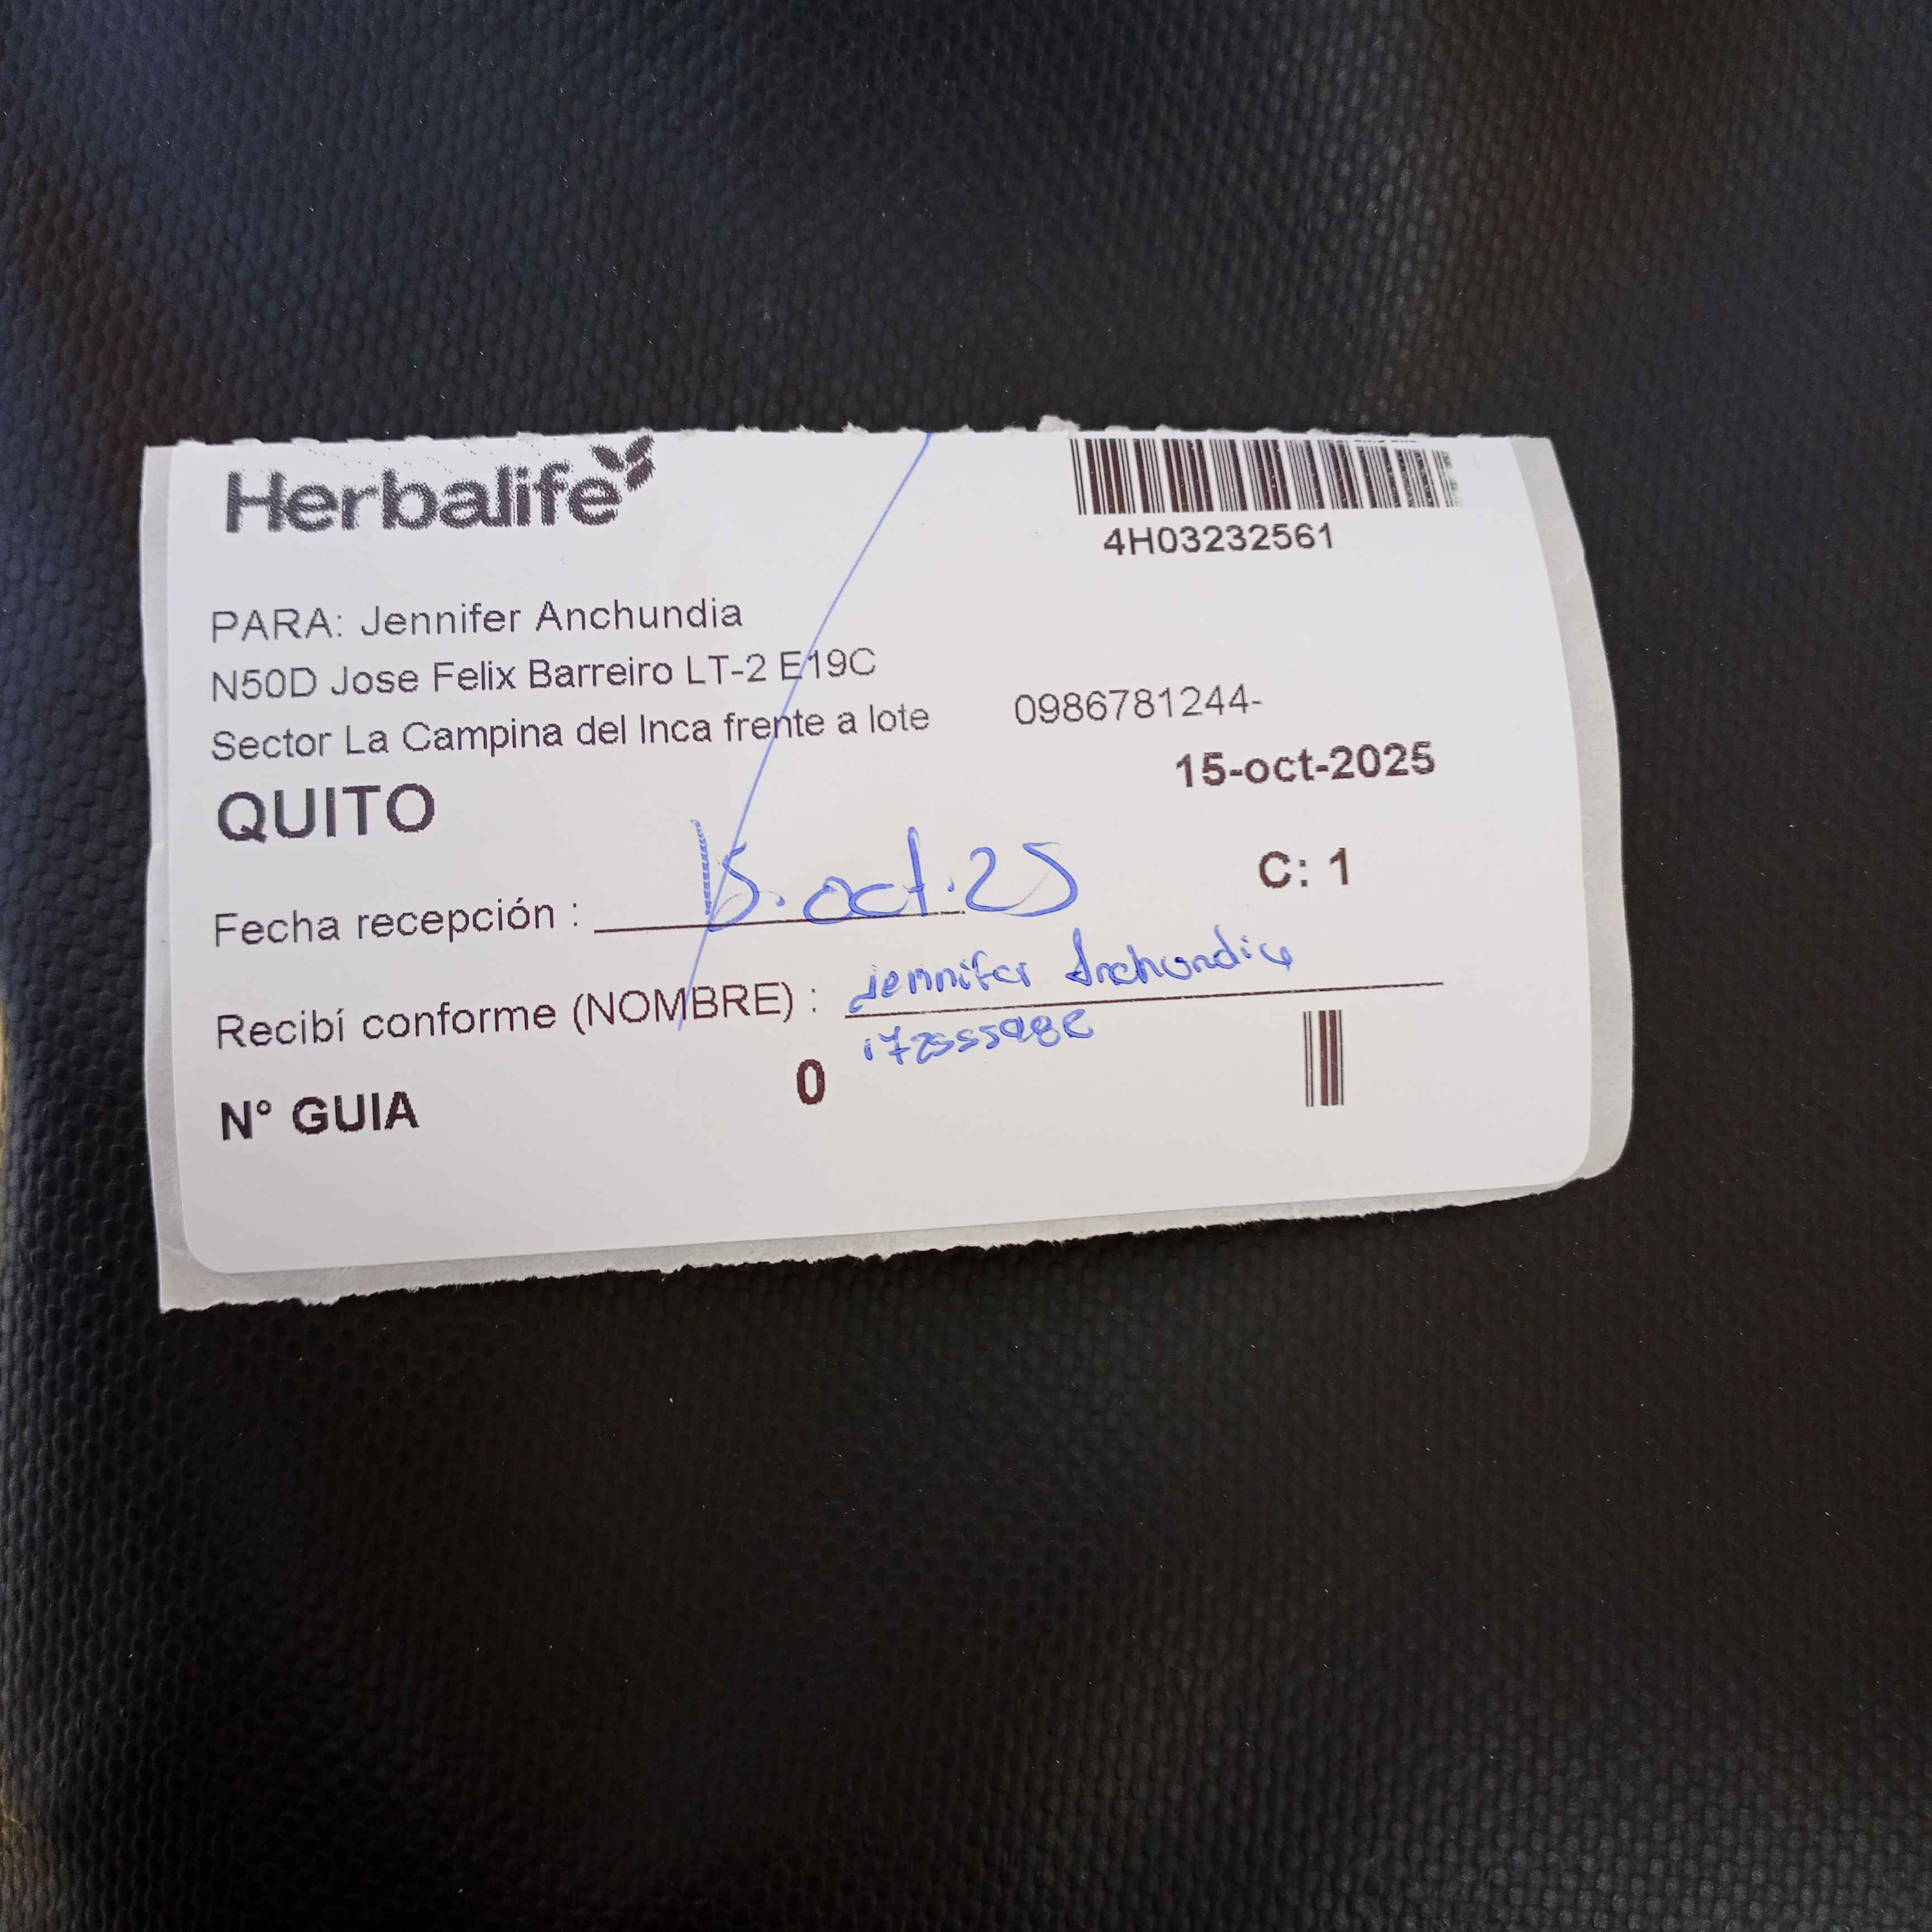 Herbalife
4H03232561
PARA: Jennifer Anchundia
N50D Jose Felix Barreiro LT-2 E19C
Sector La Campina del Inca frente a lote 0986781244-
QUITO 15-oct-2025
C: 1
Fecha recepción : 15.oct.25
Recibí conforme (NOMBRE) : Jennifer Anchundia
N° GUIA 0